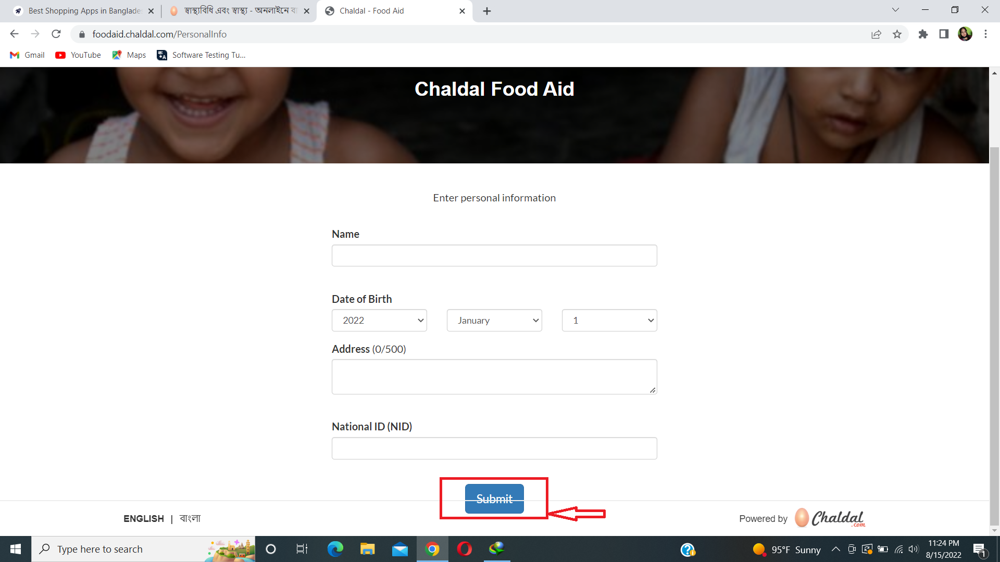 Best Shopping Apps in Banglade
স্বাস্থ্যবিধি এবং স্বাস্থ্য - অনলাইনে বা
Chaldal - Food Aid
foodaid.chaldal.com/PersonalInfo
Gmail
YouTube
Maps
Software Testing Tu...
Chaldal Food Aid
Enter personal information
Name
Date of Birth
2022
January
1
Address (0/500)
National ID (NID)
Submit
ENGLISH | বাংলা
Powered by Chaldal.com
Type here to search
95°F Sunny
11:24 PM
8/15/2022
1